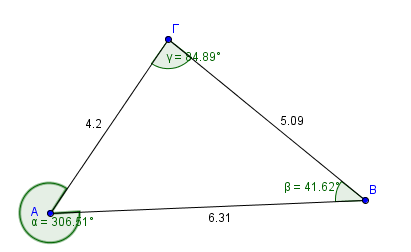 Γ
γ = 84.89°
4.2
5.09
β = 41.62°
B
A
α = 306.51°
6.31